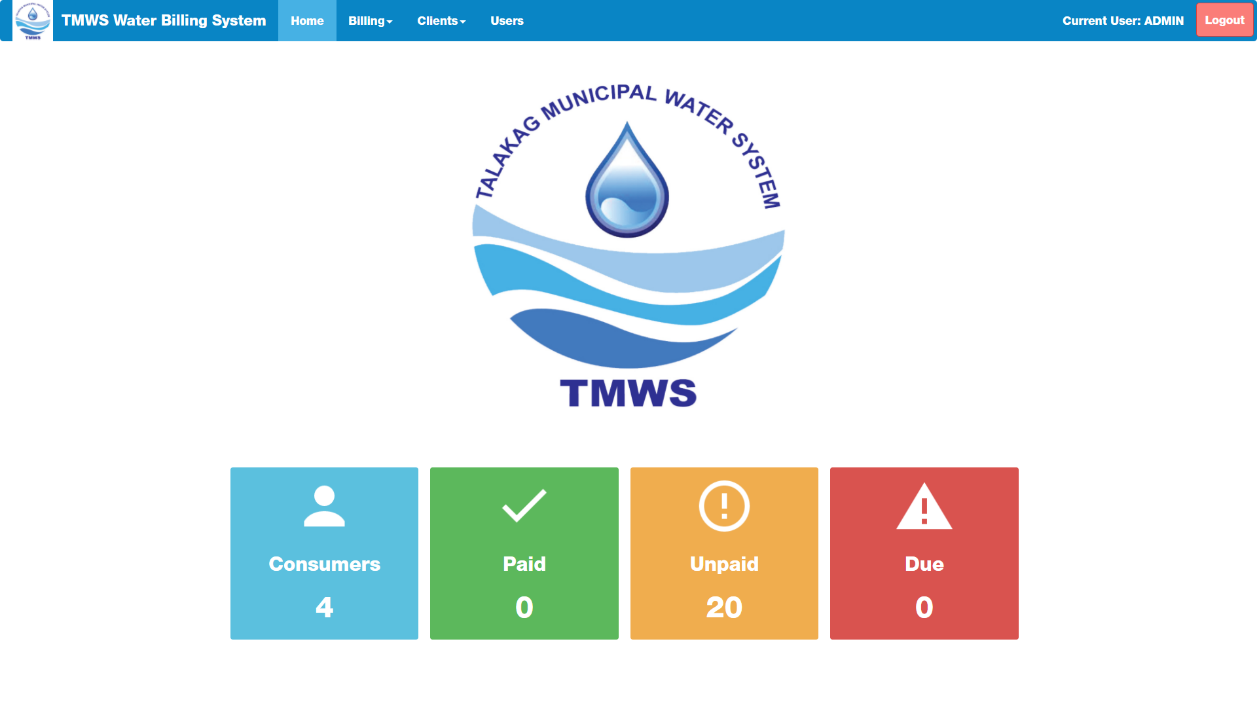 TMWS Water Billing System Home Billing Clients Users Current User: ADMIN Logout
TALAKAG MUNICIPAL WATER SYSTEM
TMWS
Consumers Paid Unpaid Due
4 0 20 0